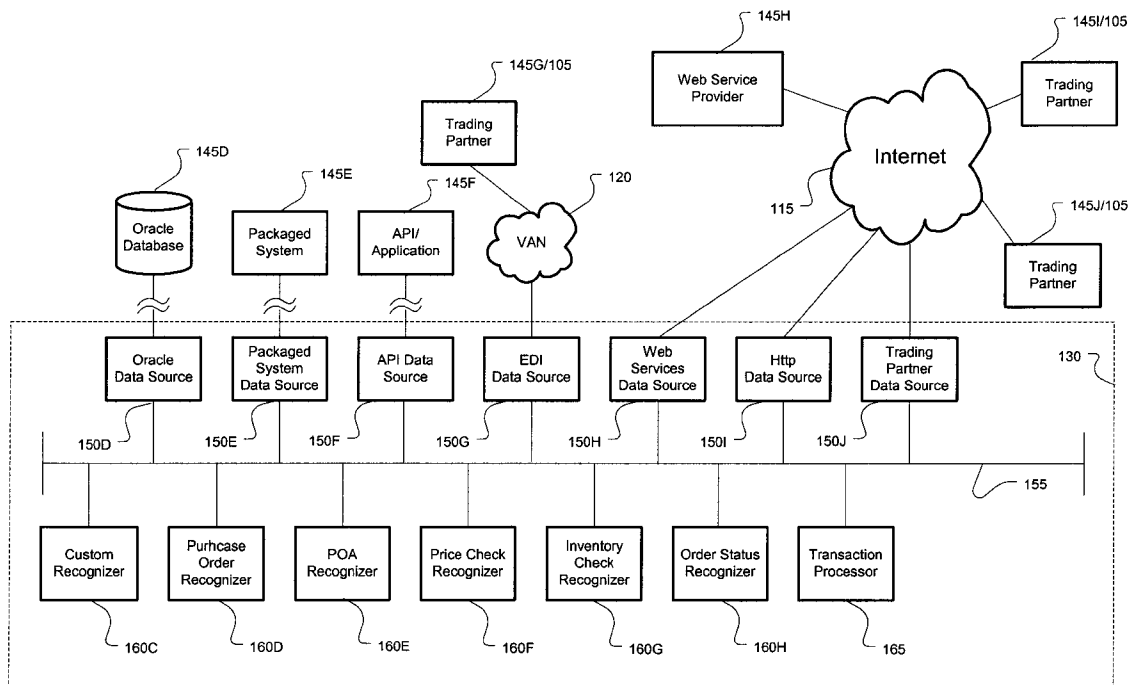 145H
145I/105
145G/105
Web Service
Provider
Trading
Partner
Trading
Partner
Internet
145D
145E
145F
120
115
145J/105
Oracle
Database
Packaged
System
API/
Application
VAN
Trading
Partner
Oracle
Data Source
Packaged
System
Data Source
API Data
Source
EDI
Data Source
Web
Services
Data Source
Http
Data Source
Trading
Partner
Data Source
130
150D
150E
150F
150G
150H
150I
150J
155
Custom
Recognizer
Purhcase
Order
Recognizer
POA
Recognizer
Price Check
Recognizer
Inventory
Check
Recognizer
Order Status
Recognizer
Transaction
Processor
160C
160D
160E
160F
160G
160H
165